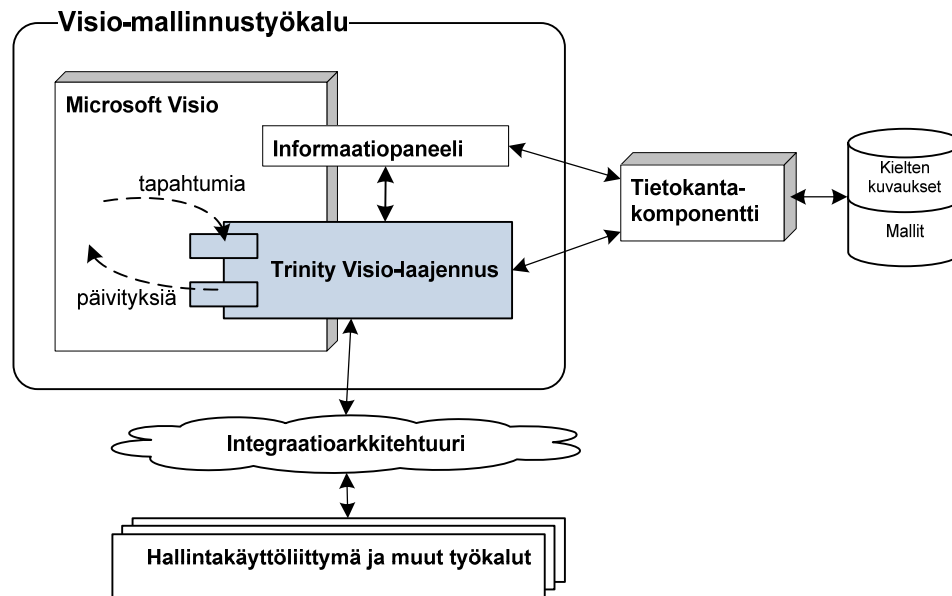 Visio-mallinnustyökalu
Microsoft Visio
Informaatiopaneeli
tapahtumia
Trinity Visio-laajennus
päivityksiä
Tietokanta-
komponentti
Kielten
kuvaukset
Mallit
Integraatioarkkitehtuuri
Hallintakäyttöliittymä ja muut työkalut